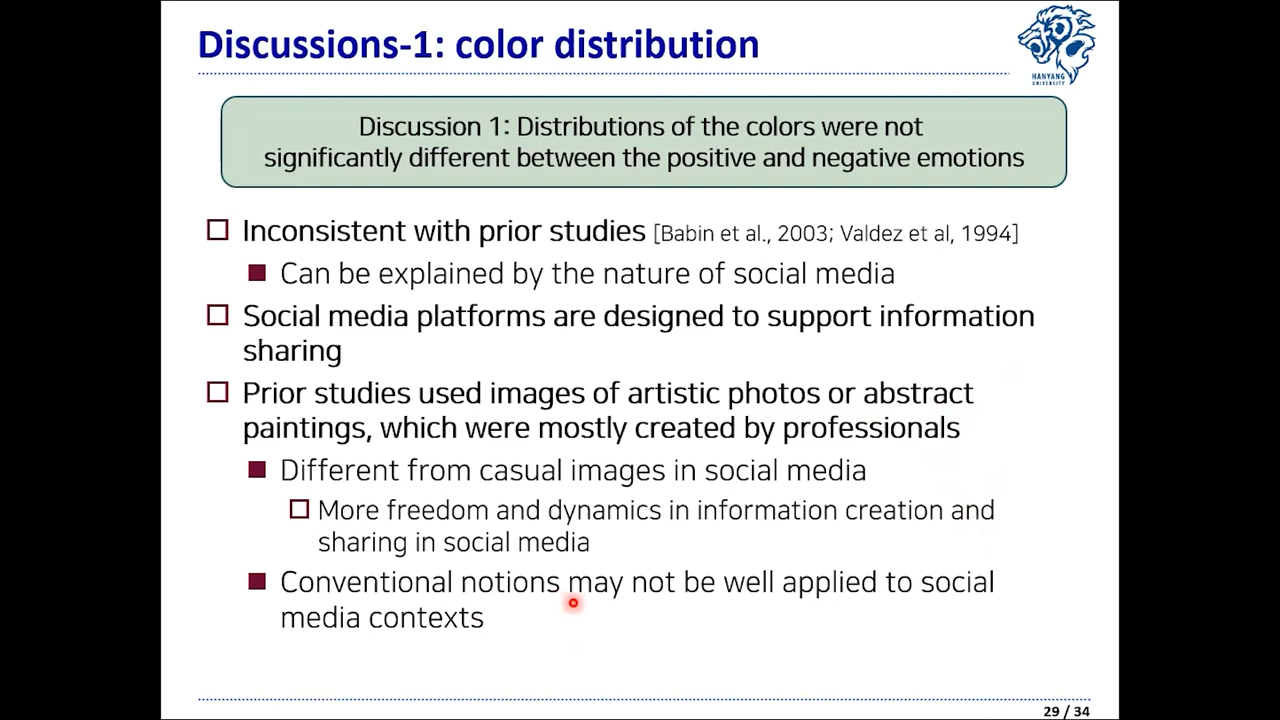 Discussions-1: color distribution
HANYANG
UNIVERSITY
Discussion 1: Distributions of the colors were not
significantly different between the positive and negative emotions
Inconsistent with prior studies [Babin et al., 2003; Valdez et al, 1994]
Can be explained by the nature of social media
Social media platforms are designed to support information
sharing
Prior studies used images of artistic photos or abstract
paintings, which were mostly created by professionals
Different from casual images in social media
More freedom and dynamics in information creation and
sharing in social media
Conventional notions may not be well applied to social
media contexts
29 / 34